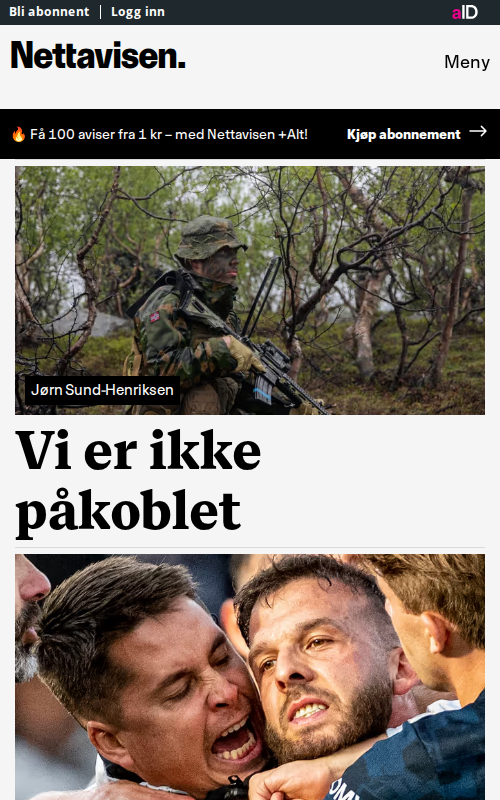 Bli abonnent | Logg inn
aID
Nettavisen.
Meny
🔥 Få 100 aviser fra 1 kr – med Nettavisen +Alt!
Kjøp abonnement →
Jørn Sund-Henriksen
Vi er ikke
påkoblet